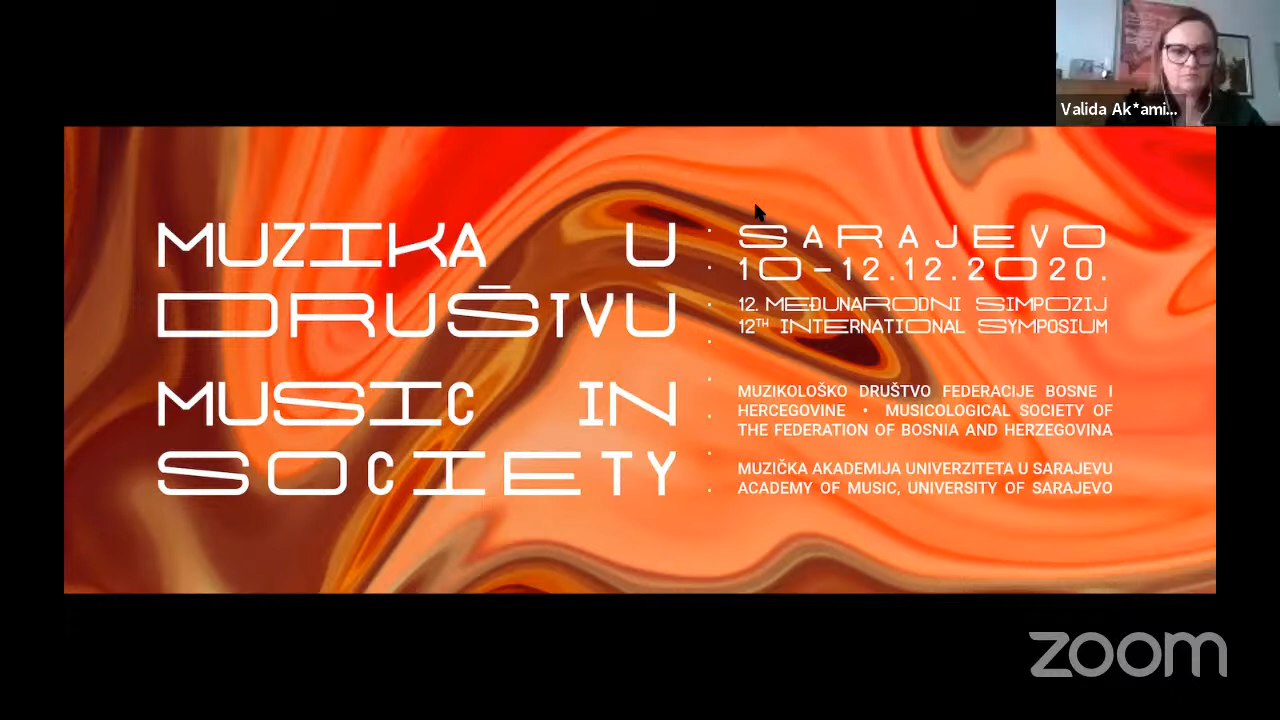 Valida Ak*ami...
MUZIKA U
DRUŠTVU
MUSIC IN
SOCIETY
SARAJEVO
10-12.12.2020.
12. MEĐUNARODNI SIMPOZIJ
12TH INTERNATIONAL SYMPOSIUM
MUZIKOLOŠKO DRUŠTVO FEDERACIJE BOSNE I
HERCEGOVINE • MUSICOLOGICAL SOCIETY OF
THE FEDERATION OF BOSNIA AND HERZEGOVINA
MUZIČKA AKADEMIJA UNIVERZITETA U SARAJEVU
ACADEMY OF MUSIC, UNIVERSITY OF SARAJEVO
zoom